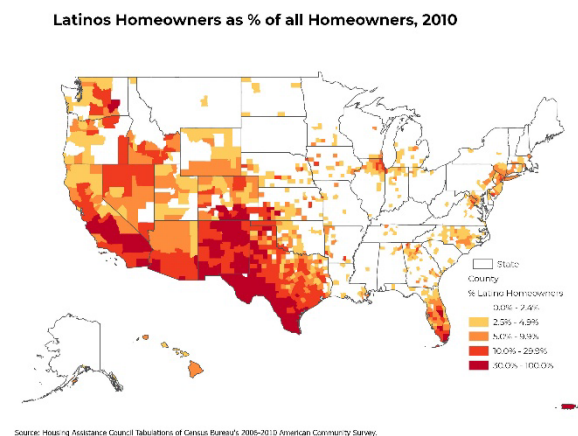 Latinos Homeowners as % of all Homeowners, 2010
State
County
% Latino Homeowners
0.0% - 2.4%
2.5% - 4.9%
5.0% - 9.9%
10.0% - 29.9%
30.0% - 100.0%
Source: Housing Assistance Council Tabulations of Census Bureau's 2006-2010 American Community Survey.